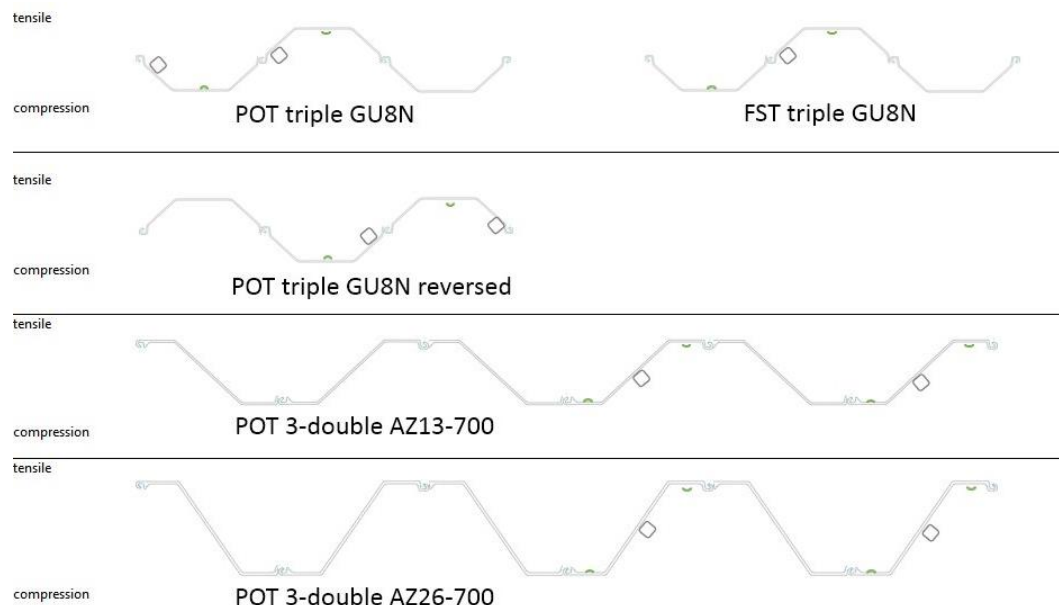 tensile
compression
POT triple GU8N
FST triple GU8N
tensile
compression
POT triple GU8N reversed
tensile
compression
POT 3-double AZ13-700
tensile
compression
POT 3-double AZ26-700